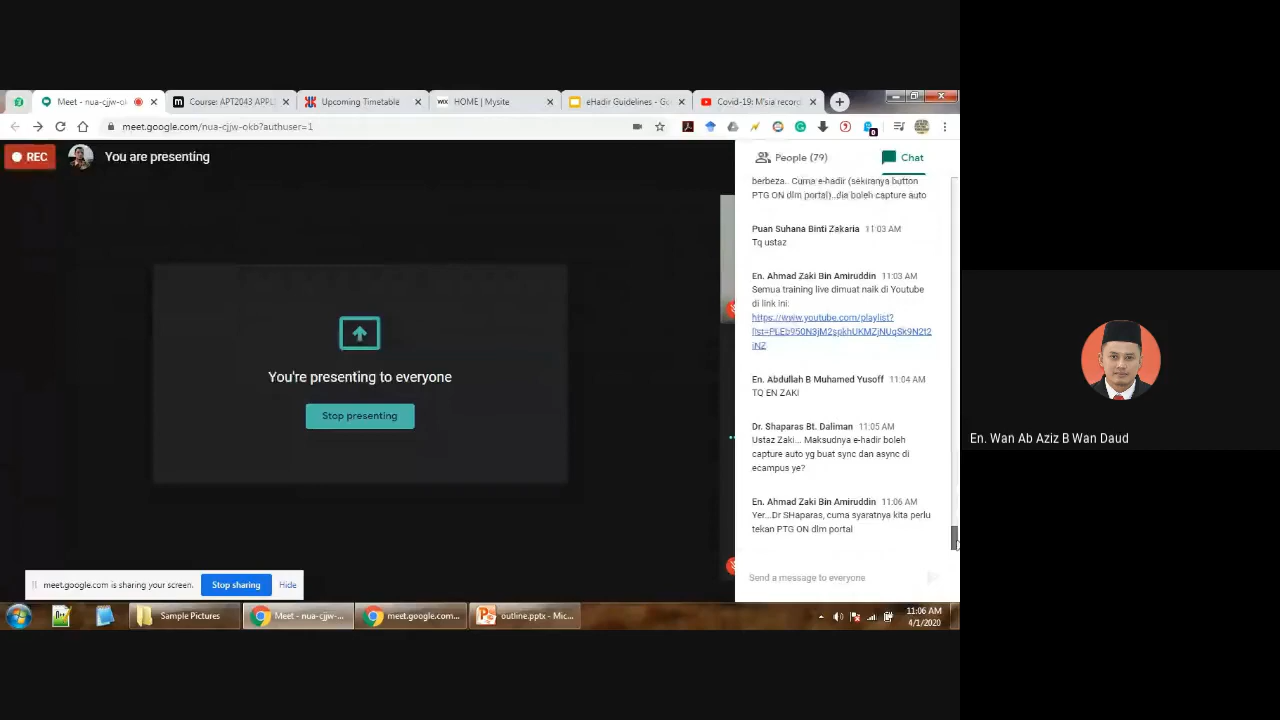 Meet - nua-cjjw-ok
Course: APT2043 APPL
Upcoming Timetable
WIX
HOME | Mysite
eHadir Guidelines - Go
Covid-19: M'sia record
meet.google.com/nua-cjjw-okb?authuser=1
REC
You are presenting
People (79)
Chat
berbeza.. Cuma e-hadir (sekiranya button
PTG ON dlm portal)..dia boleh capture auto
Puan Suhana Binti Zakaria 11:03 AM
Tq ustaz
En. Ahmad Zaki Bin Amiruddin 11:03 AM
Semua training live dimuat naik di Youtube
di link ini:
https://www.youtube.com/playlist?
En. Abdullah B Muhamed Yusoff 11:04 AM
TQ EN ZAKI
Dr. Shaparas Bt. Daliman 11:05 AM
Ustaz Zaki... Maksudnya e-hadir boleh
capture auto yg buat sync dan async di
ecampus ye?
En. Ahmad Zaki Bin Amiruddin 11:06 AM
Yer...Dr SHaparas, cuma syaratnya kita perlu
tekan PTG ON dlm portal
Send a message to everyone
You're presenting to everyone
Stop presenting
En. Wan Ab Aziz B Wan Daud
meet.google.com is sharing your screen.
Stop sharing
Hide
Sample Pictures
Meet - nua-cjjw-...
meet.google.com...
outline.pptx - Mic...
11:06 AM
4/1/2020